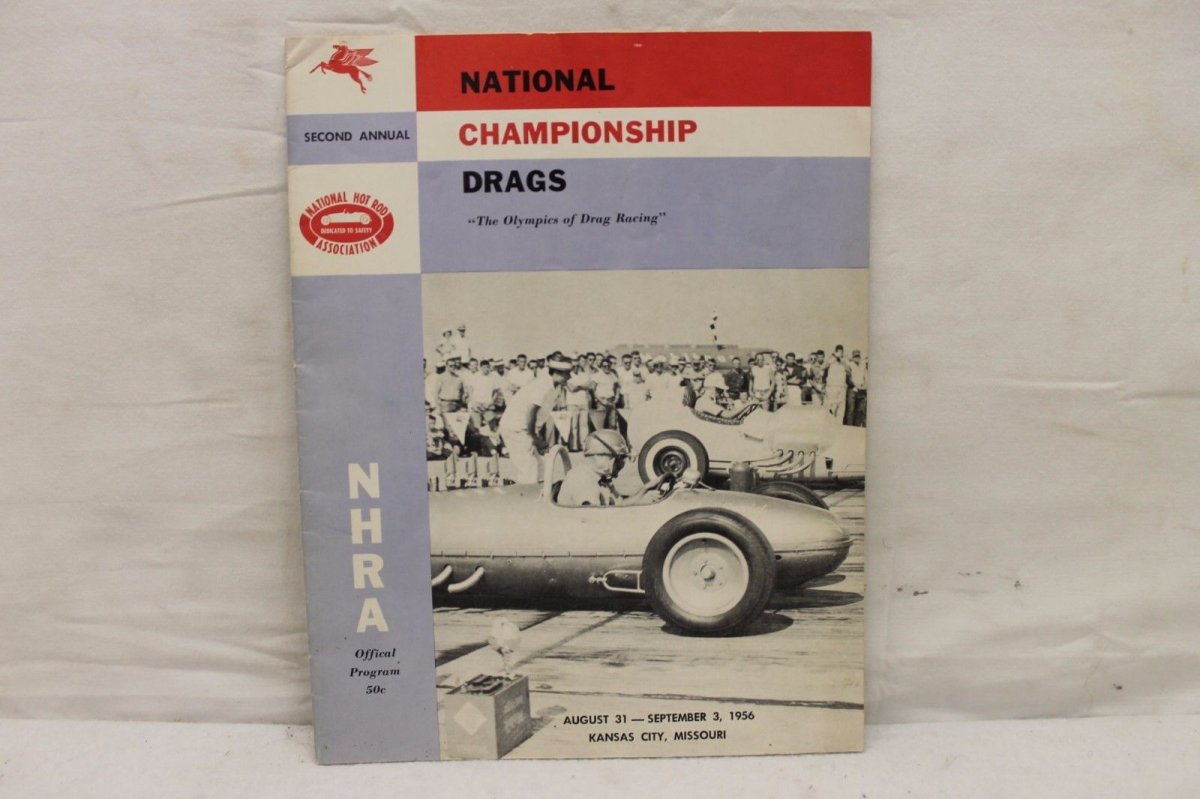 NATIONAL
SECOND ANNUAL
CHAMPIONSHIP
DRAGS
"The Olympics of Drag Racing"
NATIONAL HOT ROD
DEDICATED TO SAFETY
ASSOCIATION
NHRA
Offical
Program
50c
AUGUST 31 — SEPTEMBER 3, 1956
KANSAS CITY, MISSOURI